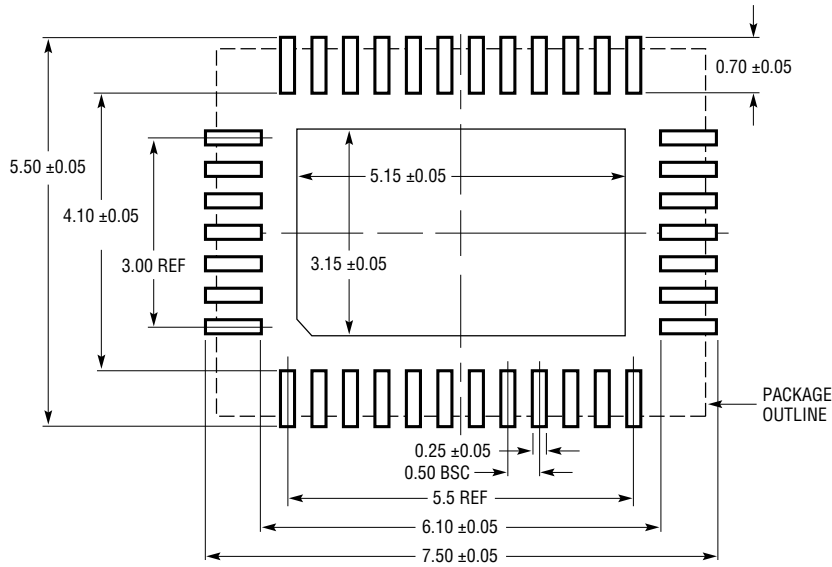 0.70 ±0.05
5.50 ±0.05
5.15 ±0.05
4.10 ±0.05
3.00 REF
3.15 ±0.05
PACKAGE
OUTLINE
0.25 ±0.05
0.50 BSC
5.5 REF
6.10 ±0.05
7.50 ±0.05